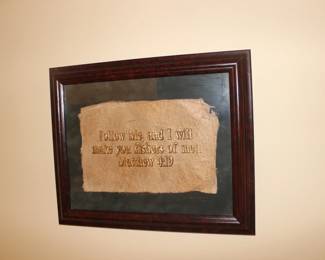 Follow Me, and I will
make you fishers of men.
Matthew 4:19